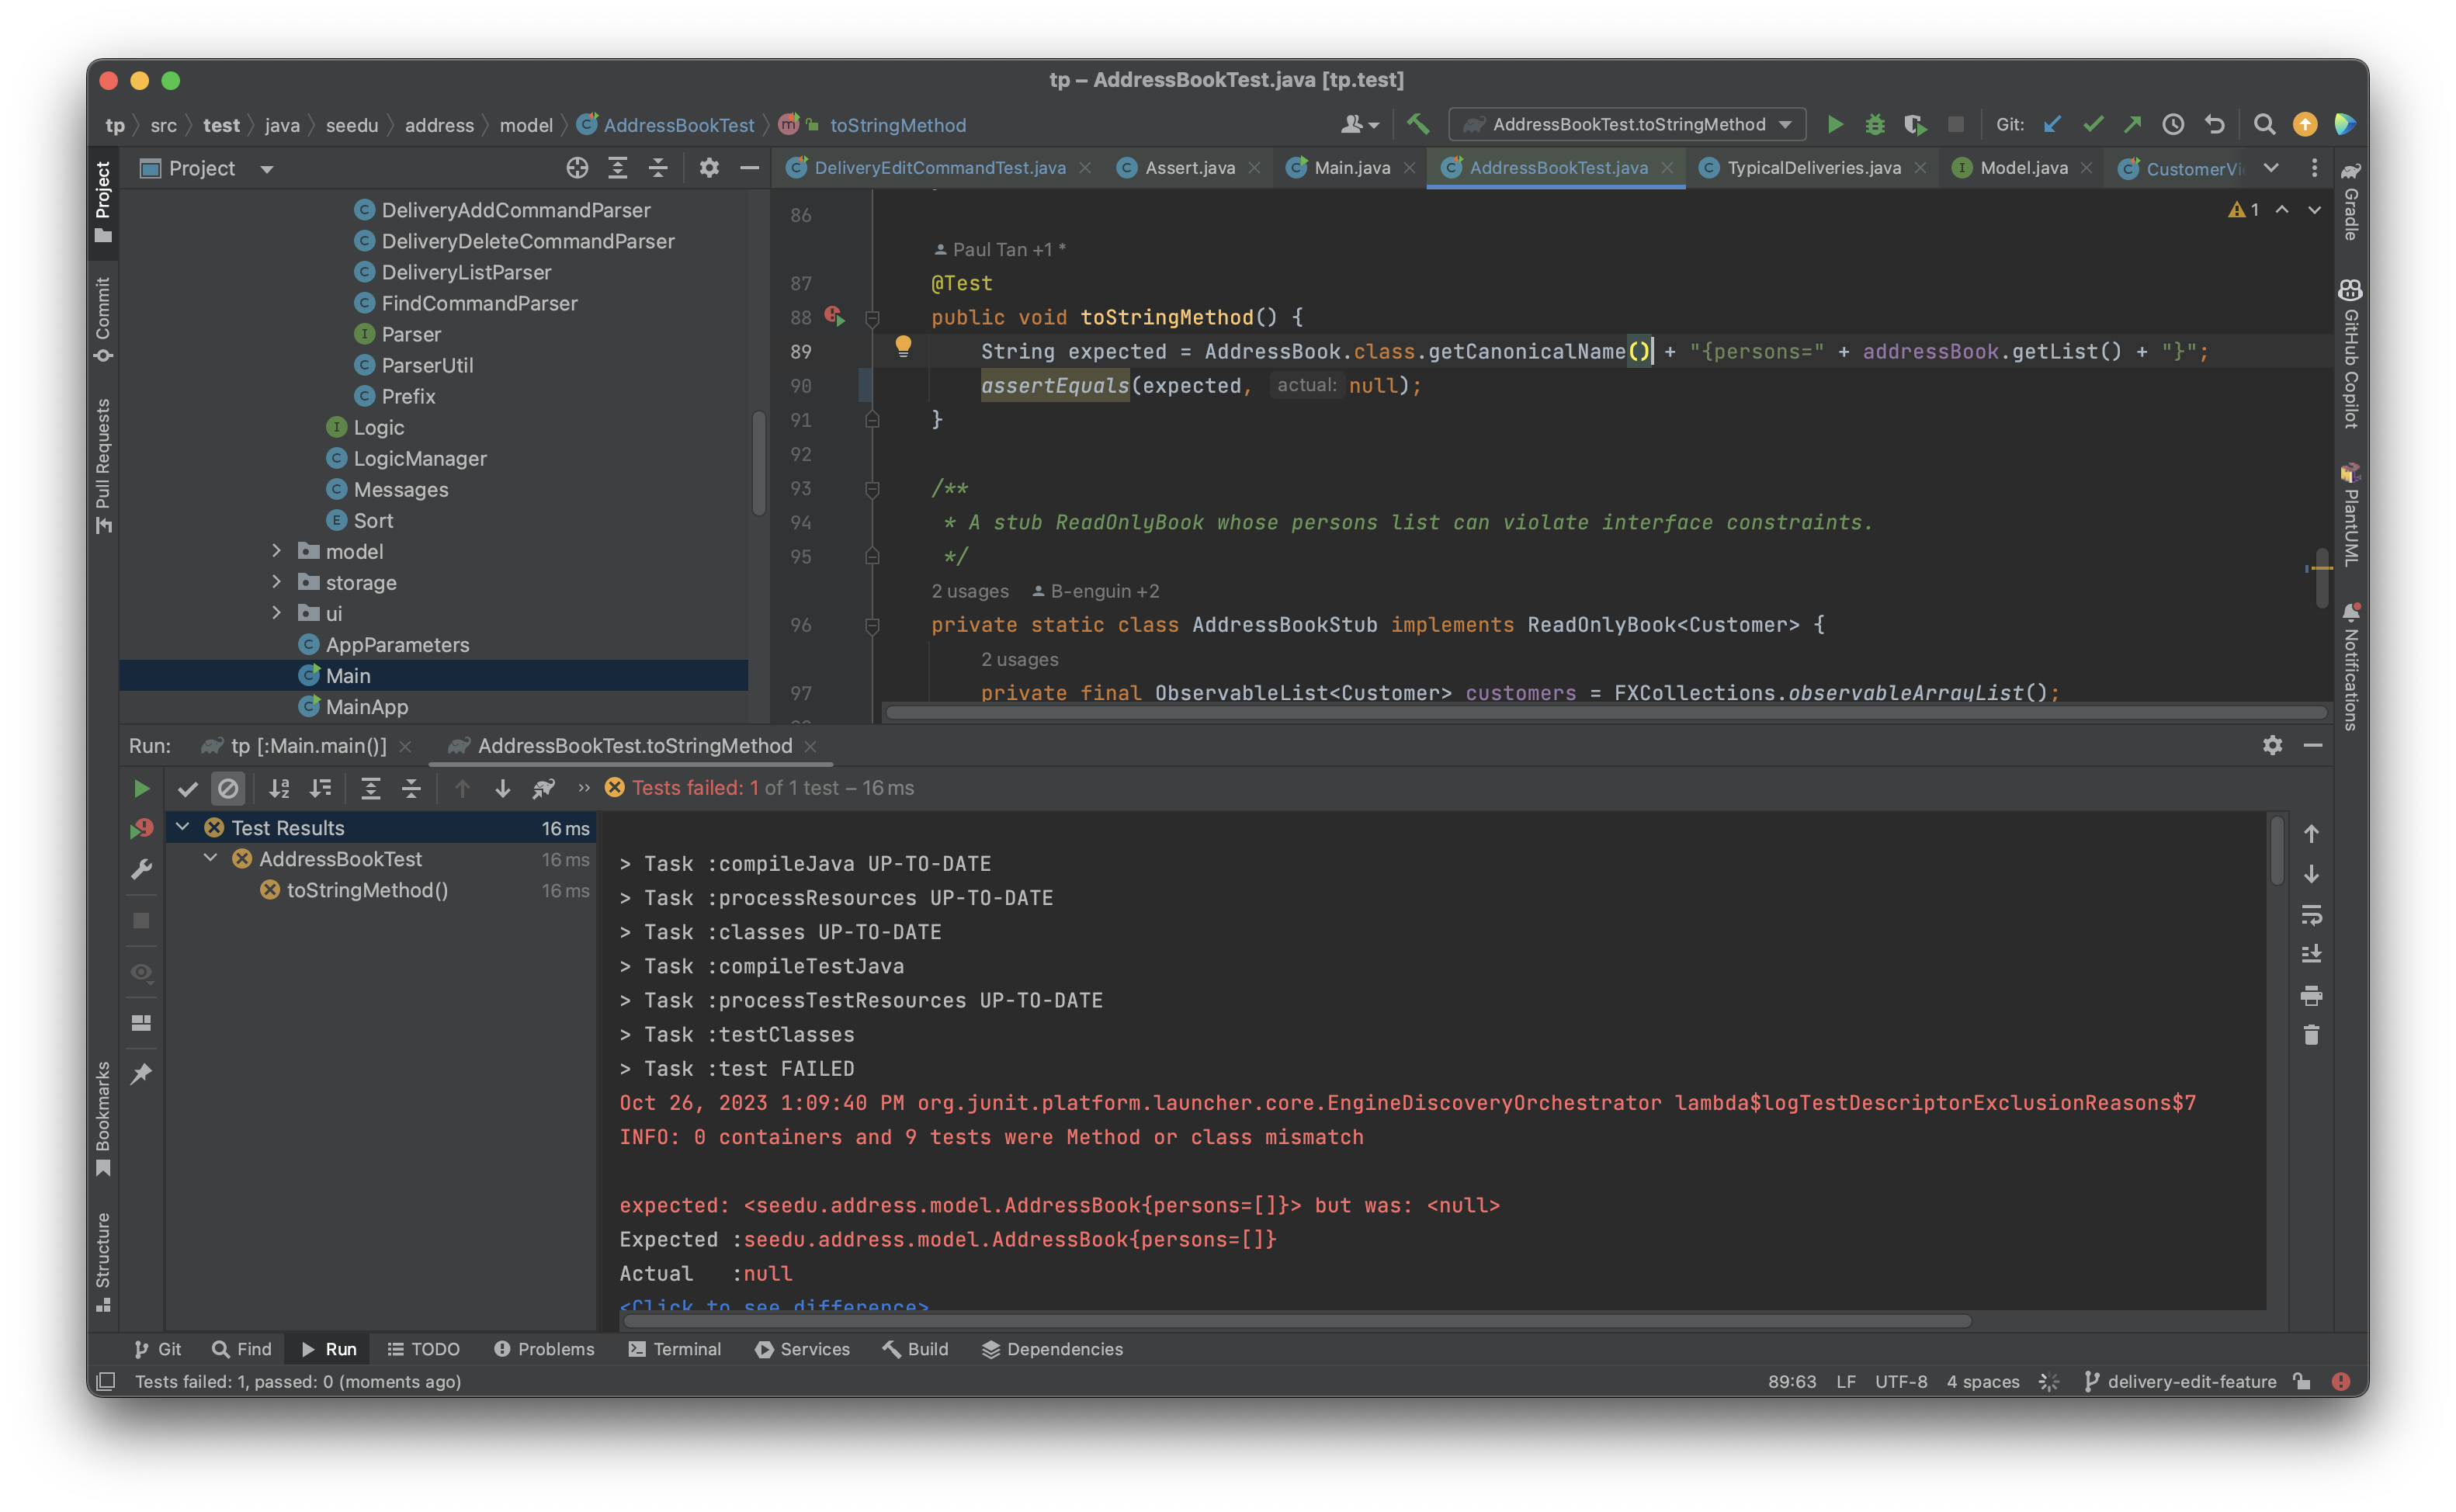 tp – AddressBookTest.java [tp.test]
tp src test java seedu address model AddressBookTest toStringMethod
AddressBookTest.toStringMethod Git:
Project
DeliveryEditCommandTest.java Assert.java Main.java AddressBookTest.java TypicalDeliveries.java Model.java CustomerVi
Project
Commit
Pull Requests
Bookmarks
Structure
DeliveryAddCommandParser
DeliveryDeleteCommandParser
DeliveryListParser
FindCommandParser
Parser
ParserUtil
Prefix
Logic
LogicManager
Messages
Sort
model
storage
ui
AppParameters
Main
MainApp
1
86
Paul Tan +1 *
87 @Test
88 public void toStringMethod() {
89 String expected = AddressBook.class.getCanonicalName() + "{persons=" + addressBook.getList() + "}";
90 assertEquals(expected, actual: null);
91 }
92
93 /**
94 * A stub ReadOnlyBook whose persons list can violate interface constraints.
95 */
2 usages B-enguin +2
96 private static class AddressBookStub implements ReadOnlyBook<Customer> {
2 usages
97 private final ObservableList<Customer> customers = FXCollections.observableArrayList();
Gradle
GitHub Copilot
PlantUML
Notifications
Run: tp [:Main.main()] AddressBookTest.toStringMethod
Tests failed: 1 of 1 test – 16 ms
Test Results 16 ms
AddressBookTest 16 ms
toStringMethod() 16 ms
> Task :compileJava UP-TO-DATE
> Task :processResources UP-TO-DATE
> Task :classes UP-TO-DATE
> Task :compileTestJava
> Task :processTestResources UP-TO-DATE
> Task :testClasses
> Task :test FAILED
Oct 26, 2023 1:09:40 PM org.junit.platform.launcher.core.EngineDiscoveryOrchestrator lambda$logTestDescriptorExclusionReasons$7
INFO: 0 containers and 9 tests were Method or class mismatch
expected: <seedu.address.model.AddressBook{persons=[]}> but was: <null>
Expected :seedu.address.model.AddressBook{persons=[]}
Actual :null
<Click to see difference>
Git Find Run TODO Problems Terminal Services Build Dependencies
Tests failed: 1, passed: 0 (moments ago) 89:63 LF UTF-8 4 spaces delivery-edit-feature